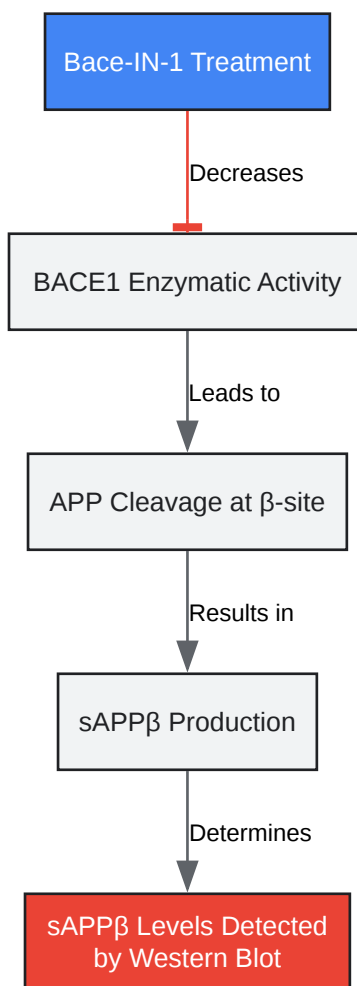 Bace-IN-1 Treatment
Decreases
BACE1 Enzymatic Activity
Leads to
APP Cleavage at β-site
Results in
sAPPβ Production
Determines
sAPPβ Levels Detected
by Western Blot